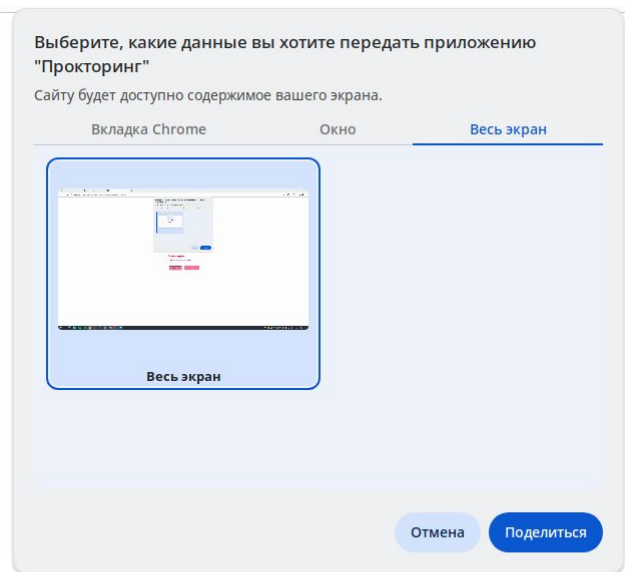 Выберите, какие данные вы хотите передать приложению
"Прокторинг"
Сайту будет доступно содержимое вашего экрана.
Вкладка Chrome Окно Весь экран
Весь экран
Отмена Поделиться